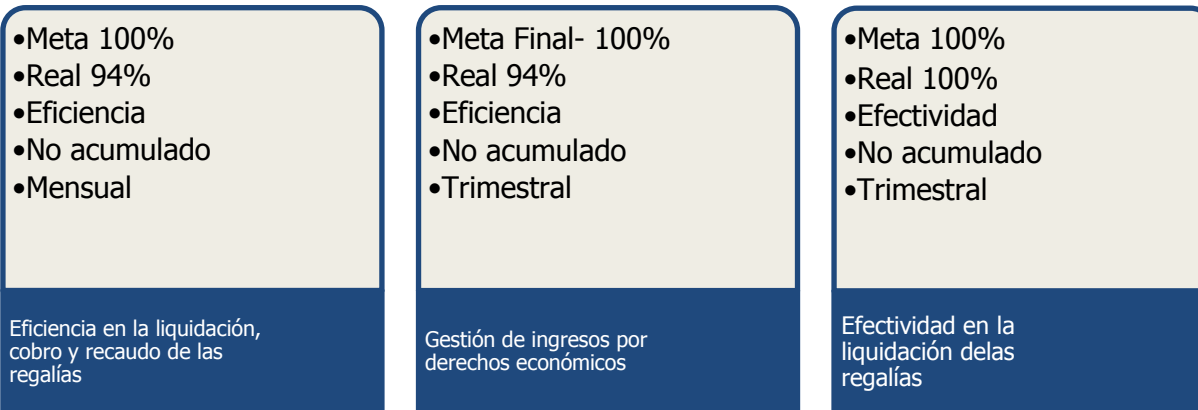 •Meta 100%
•Real 94%
•Eficiencia
•No acumulado
•Mensual
Eficiencia en la liquidación,
cobro y recaudo de las
regalías
•Meta Final- 100%
•Real 94%
•Eficiencia
•No acumulado
•Trimestral
Gestión de ingresos por
derechos económicos
•Meta 100%
•Real 100%
•Efectividad
•No acumulado
•Trimestral
Efectividad en la
liquidación delas
regalías